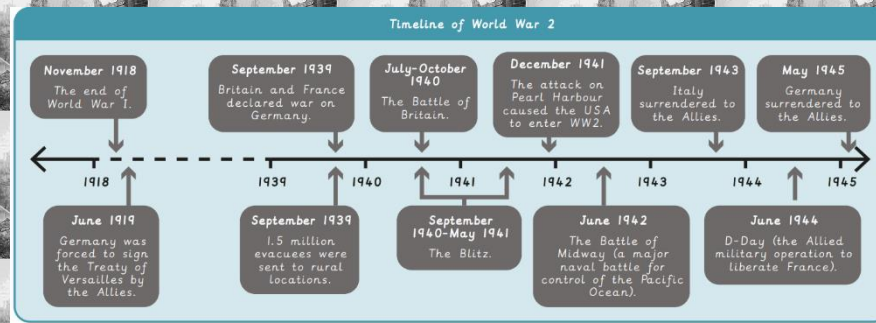 Timeline of World War 2
November 1918
The end of
World War I.
September 1939
Britain and France
declared war on
Germany.
July-October
1940
The Battle of
Britain.
December 1941
The attack on
Pearl Harbour
caused the USA
to enter WW2.
September 1943
Italy
surrendered to
the Allies.
May 1945
Germany
surrendered to
the Allies.
1918
1939
1940
1941
1942
1943
1944
1945
June 1919
Germany was
forced to sign
the Treaty of
Versailles by
the Allies.
September 1939
1.5 million
evacuees were
sent to rural
locations.
September
1940-May 1941
The Blitz.
June 1942
The Battle of
Midway (a major
naval battle for
control of the Pacific
Ocean).
June 1944
D-Day (the Allied
military operation to
liberate France).